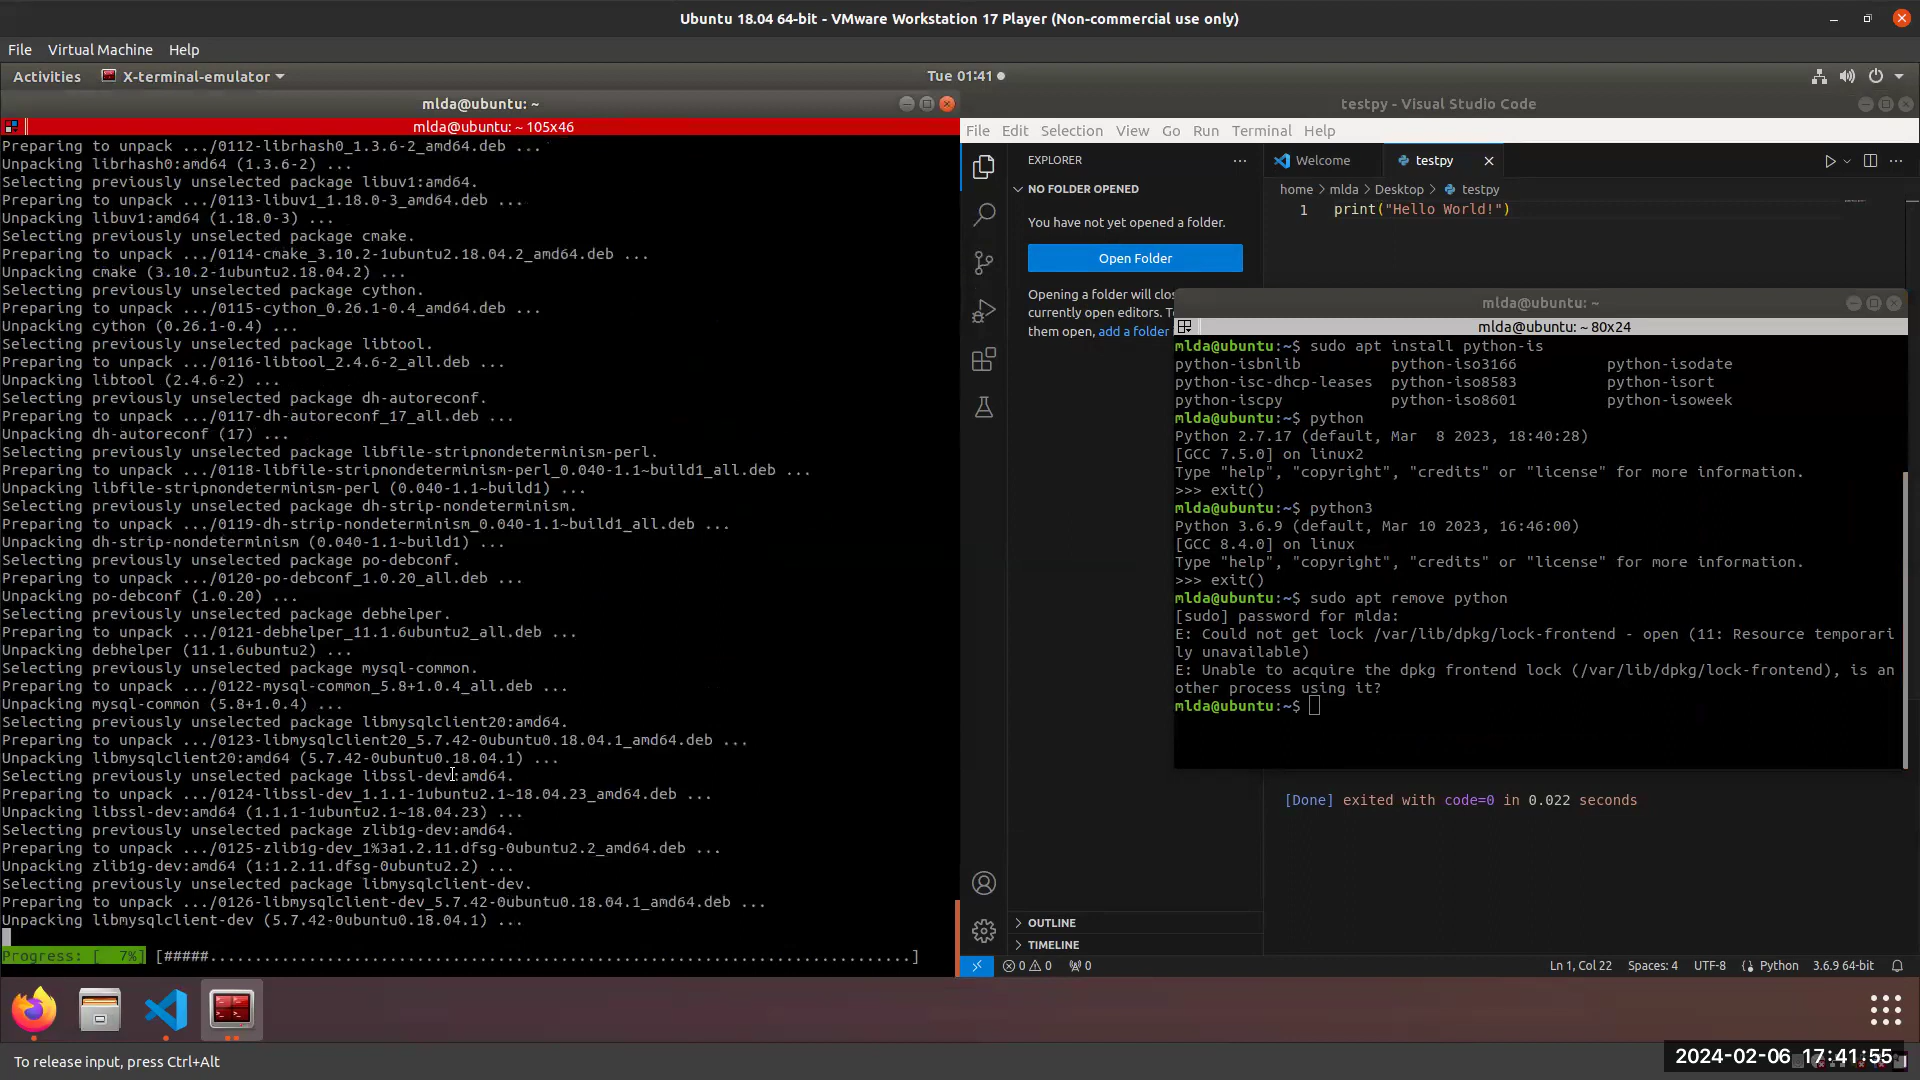 Ubuntu 18.04 64-bit - VMware Workstation 17 Player (Non-commercial use only)
File Virtual Machine Help
Activities X-terminal-emulator Tue 01:41
mlda@ubuntu: ~
mlda@ubuntu: ~ 105x46
Preparing to unpack .../0112-librhash0_1.3.6-2_amd64.deb ...
Unpacking librhash0:amd64 (1.3.6-2) ...
Selecting previously unselected package libuv1:amd64.
Preparing to unpack .../0113-libuv1_1.18.0-3_amd64.deb ...
Unpacking libuv1:amd64 (1.18.0-3) ...
Selecting previously unselected package cmake.
Preparing to unpack .../0114-cmake_3.10.2-1ubuntu2.18.04.2_amd64.deb ...
Unpacking cmake (3.10.2-1ubuntu2.18.04.2) ...
Selecting previously unselected package cython.
Preparing to unpack .../0115-cython_0.26.1-0.4_amd64.deb ...
Unpacking cython (0.26.1-0.4) ...
Selecting previously unselected package libtool.
Preparing to unpack .../0116-libtool_2.4.6-2_all.deb ...
Unpacking libtool (2.4.6-2) ...
Selecting previously unselected package dh-autoreconf.
Preparing to unpack .../0117-dh-autoreconf_17_all.deb ...
Unpacking dh-autoreconf (17) ...
Selecting previously unselected package libfile-stripnondeterminism-perl.
Preparing to unpack .../0118-libfile-stripnondeterminism-perl_0.040-1.1~build1_all.deb ...
Unpacking libfile-stripnondeterminism-perl (0.040-1.1~build1) ...
Selecting previously unselected package dh-strip-nondeterminism.
Preparing to unpack .../0119-dh-strip-nondeterminism_0.040-1.1~build1_all.deb ...
Unpacking dh-strip-nondeterminism (0.040-1.1~build1) ...
Selecting previously unselected package po-debconf.
Preparing to unpack .../0120-po-debconf_1.0.20_all.deb ...
Unpacking po-debconf (1.0.20) ...
Selecting previously unselected package debhelper.
Preparing to unpack .../0121-debhelper_11.1.6ubuntu2_all.deb ...
Unpacking debhelper (11.1.6ubuntu2) ...
Selecting previously unselected package mysql-common.
Preparing to unpack .../0122-mysql-common_5.8+1.0.4_all.deb ...
Unpacking mysql-common (5.8+1.0.4) ...
Selecting previously unselected package libmysqlclient20:amd64.
Preparing to unpack .../0123-libmysqlclient20_5.7.42-0ubuntu0.18.04.1_amd64.deb ...
Unpacking libmysqlclient20:amd64 (5.7.42-0ubuntu0.18.04.1) ...
Selecting previously unselected package libssl-dev:amd64.
Preparing to unpack .../0124-libssl-dev_1.1.1-1ubuntu2.1~18.04.23_amd64.deb ...
Unpacking libssl-dev:amd64 (1.1.1-1ubuntu2.1~18.04.23) ...
Selecting previously unselected package zlib1g-dev:amd64.
Preparing to unpack .../0125-zlib1g-dev_1%3a1.2.11.dfsg-0ubuntu2.2_amd64.deb ...
Unpacking zlib1g-dev:amd64 (1:1.2.11.dfsg-0ubuntu2.2) ...
Selecting previously unselected package libmysqlclient-dev.
Preparing to unpack .../0126-libmysqlclient-dev_5.7.42-0ubuntu0.18.04.1_amd64.deb ...
Unpacking libmysqlclient-dev (5.7.42-0ubuntu0.18.04.1) ...
Progress: [  7%] [#####..............................................................................]
testpy - Visual Studio Code
File Edit Selection View Go Run Terminal Help
EXPLORER
NO FOLDER OPENED
You have not yet opened a folder.
Open Folder
Opening a folder will clos
currently open editors. T
them open, add a folder
OUTLINE
TIMELINE
Welcome testpy
home > mlda > Desktop > testpy
1 print("Hello World!")
mlda@ubuntu: ~
mlda@ubuntu: ~ 80x24
mlda@ubuntu:~$ sudo apt install python-is
python-isbnlib python-iso3166 python-isodate
python-isc-dhcp-leases python-iso8583 python-isort
python-iscpy python-iso8601 python-isoweek
mlda@ubuntu:~$ python
Python 2.7.17 (default, Mar  8 2023, 18:40:28)
[GCC 7.5.0] on linux2
Type "help", "copyright", "credits" or "license" for more information.
>>> exit()
mlda@ubuntu:~$ python3
Python 3.6.9 (default, Mar 10 2023, 16:46:00)
[GCC 8.4.0] on linux
Type "help", "copyright", "credits" or "license" for more information.
>>> exit()
mlda@ubuntu:~$ sudo apt remove python
[sudo] password for mlda:
E: Could not get lock /var/lib/dpkg/lock-frontend - open (11: Resource temporari
ly unavailable)
E: Unable to acquire the dpkg frontend lock (/var/lib/dpkg/lock-frontend), is an
other process using it?
mlda@ubuntu:~$
[Done] exited with code=0 in 0.022 seconds
0 0 0 Ln 1, Col 22 Spaces: 4 UTF-8 Python 3.6.9 64-bit
To release input, press Ctrl+Alt
2024-02-06 17:41:55